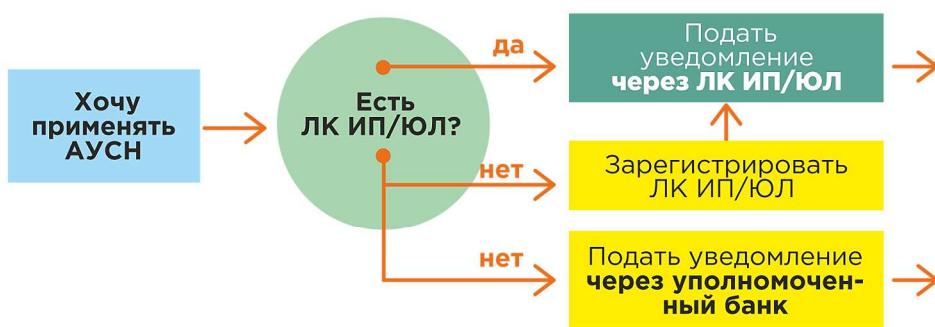 Хочу
применять
АУСН
Есть
ЛК ИП/ЮЛ?
да
Подать
уведомление
через ЛК ИП/ЮЛ
нет
Зарегистрировать
ЛК ИП/ЮЛ
нет
Подать уведомление
через уполномочен-
ный банк